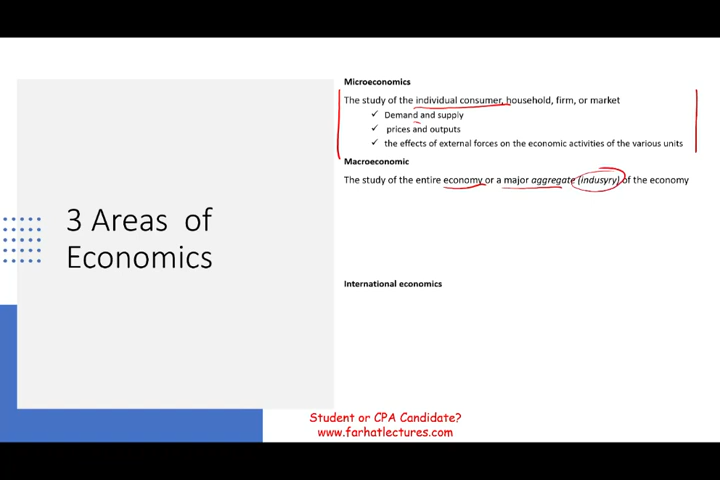 Microeconomics
The study of the individual consumer, household, firm, or market
✓ Demand and supply
✓ prices and outputs
✓ the effects of external forces on the economic activities of the various units
Macroeconomic
The study of the entire economy or a major aggregate (indusyry) of the economy
3 Areas of
Economics
International economics
Student or CPA Candidate?
www.farhatlectures.com